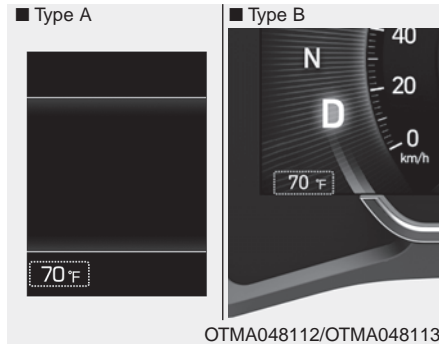 ■ Type A
70°F
■ Type B
N
D
40
20
0
km/h
70 °F
OTMA048112/OTMA048113